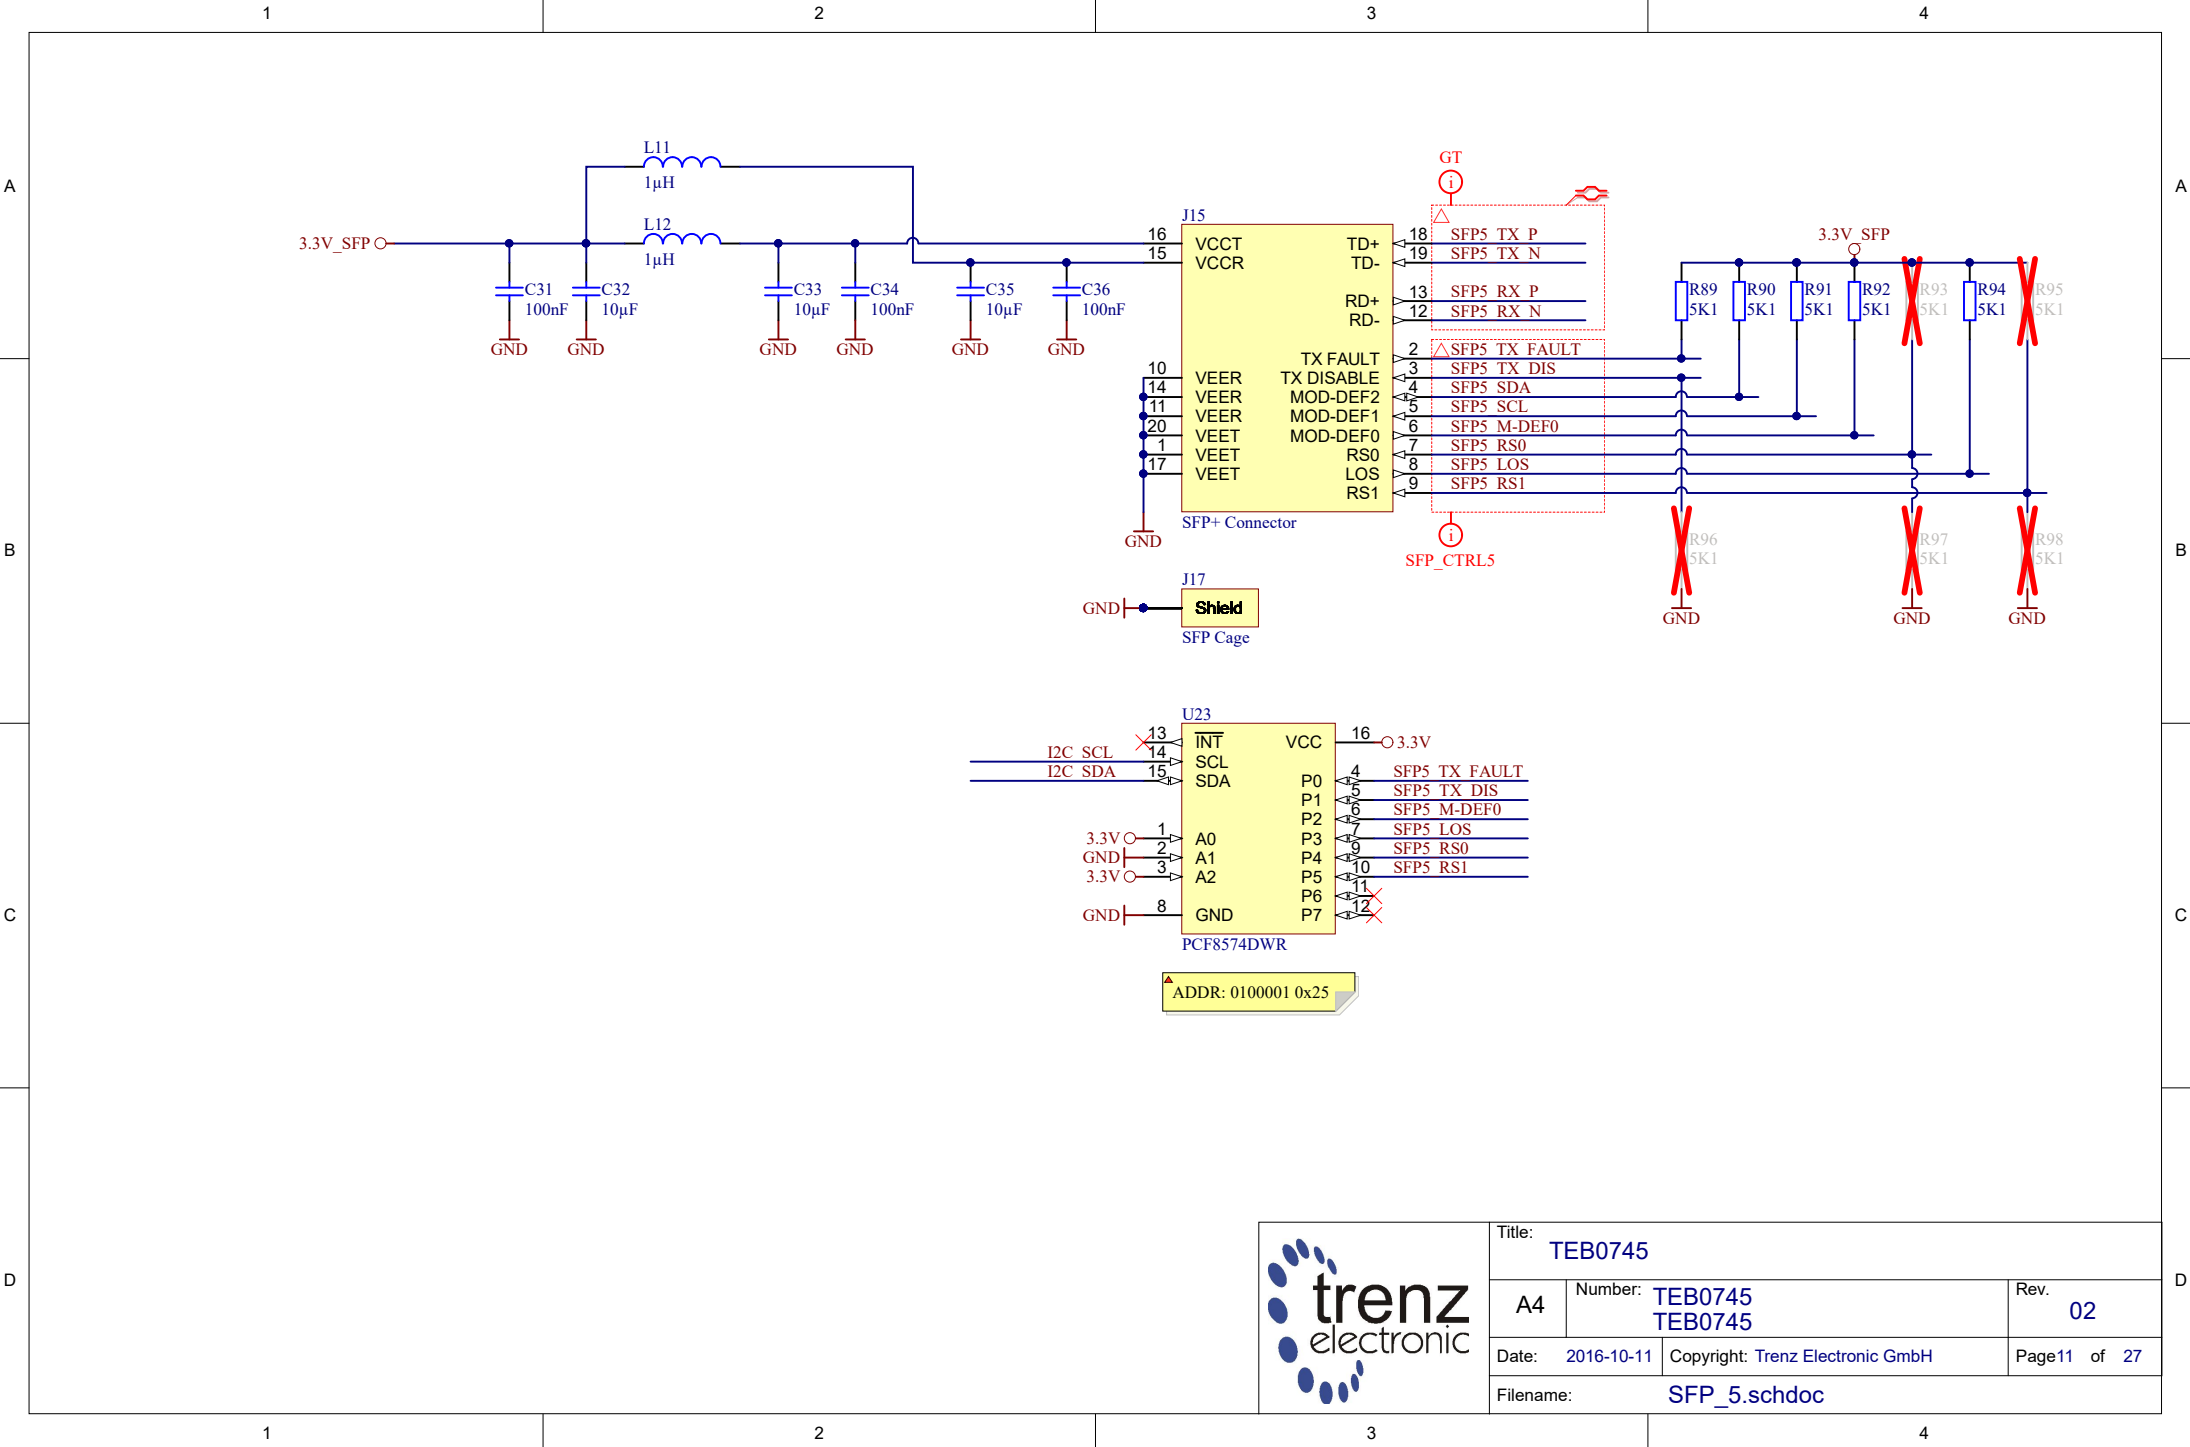 1 2 3 4
A A
B B
C C
D D
1 2 3 4
3.3V_SFP
L11
1µH
L12
1µH
C31
100nF
C32
10µF
C33
10µF
C34
100nF
C35
10µF
C36
100nF
GND GND GND GND GND GND
J15
16 VCCT
15 VCCR
10 VEER
14 VEER
11 VEER
20 VEET
1 VEET
17 VEET
GND
TD+ 18 SFP5_TX_P
TD- 19 SFP5_TX_N
RD+ 13 SFP5_RX_P
RD- 12 SFP5_RX_N
TX FAULT 2 SFP5_TX_FAULT
TX DISABLE 3 SFP5_TX_DIS
MOD-DEF2 4 SFP5_SDA
MOD-DEF1 5 SFP5_SCL
MOD-DEF0 6 SFP5_M-DEF0
RS0 7 SFP5_RS0
LOS 8 SFP5_LOS
RS1 9 SFP5_RS1
SFP+ Connector
GT
i
i
SFP_CTRL5
3.3V_SFP
R89
5K1
R90
5K1
R91
5K1
R92
5K1
R93
5K1
R94
5K1
R95
5K1
R96
5K1
R97
5K1
R98
5K1
GND GND GND
J17
GND Shield
SFP Cage
U23
13 INT
I2C_SCL 14 SCL
I2C_SDA 15 SDA
3.3V 1 A0
GND 2 A1
3.3V 3 A2
GND 8 GND
VCC 16 3.3V
P0 4 SFP5_TX_FAULT
P1 5 SFP5_TX_DIS
P2 6 SFP5_M-DEF0
P3 7 SFP5_LOS
P4 9 SFP5_RS0
P5 10 SFP5_RS1
P6 11
P7 12
PCF8574DWR
ADDR: 0100001 0x25
trenz
electronic
Title:
TEB0745
A4
Number: TEB0745
TEB0745
Rev.
02
Date: 2016-10-11 Copyright: Trenz Electronic GmbH Page11 of 27
Filename: SFP_5.schdoc